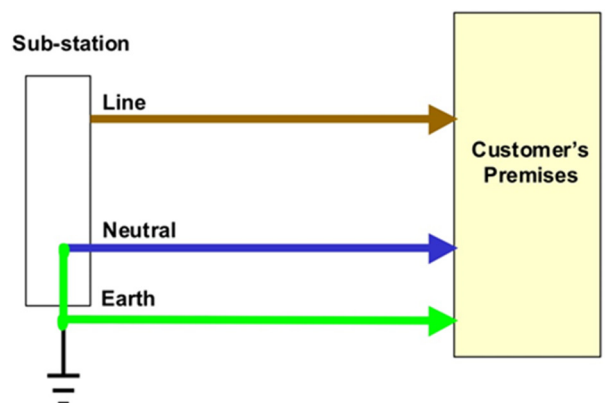 Sub-station
Line
Customer's
Premises
Neutral
Earth